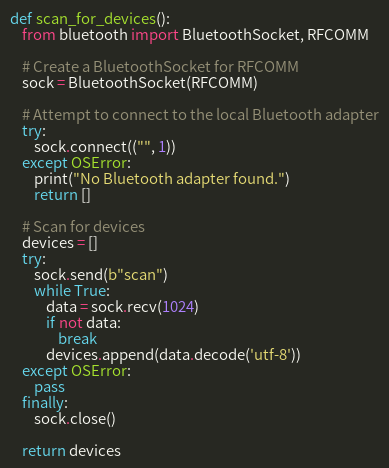 def scan_for_devices():
    from bluetooth import BluetoothSocket, RFCOMM

    # Create a BluetoothSocket for RFCOMM
    sock = BluetoothSocket(RFCOMM)

    # Attempt to connect to the local Bluetooth adapter
    try:
        sock.connect(("", 1))
    except OSError:
        print("No Bluetooth adapter found.")
        return []

    # Scan for devices
    devices = []
    try:
        sock.send(b"scan")
        while True:
            data = sock.recv(1024)
            if not data:
                break
            devices.append(data.decode('utf-8'))
    except OSError:
        pass
    finally:
        sock.close()

    return devices